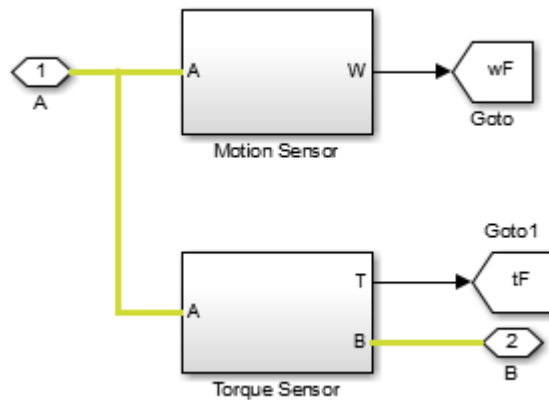 1
A
A
W
wF
Goto
Motion Sensor
Goto1
T
tF
A
B
2
B
Torque Sensor